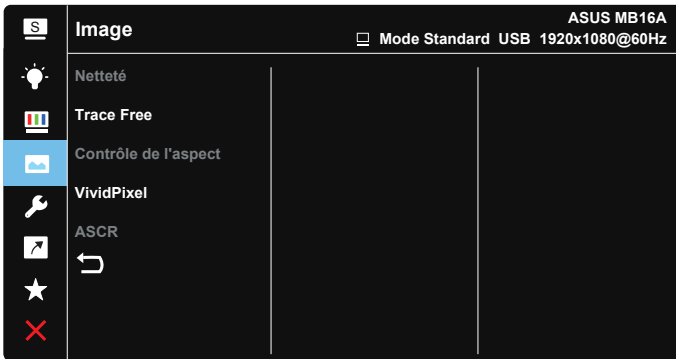 S
Image
ASUS MB16A
Mode Standard USB 1920x1080@60Hz
Netteté
Trace Free
Contrôle de l'aspect
VividPixel
ASCR